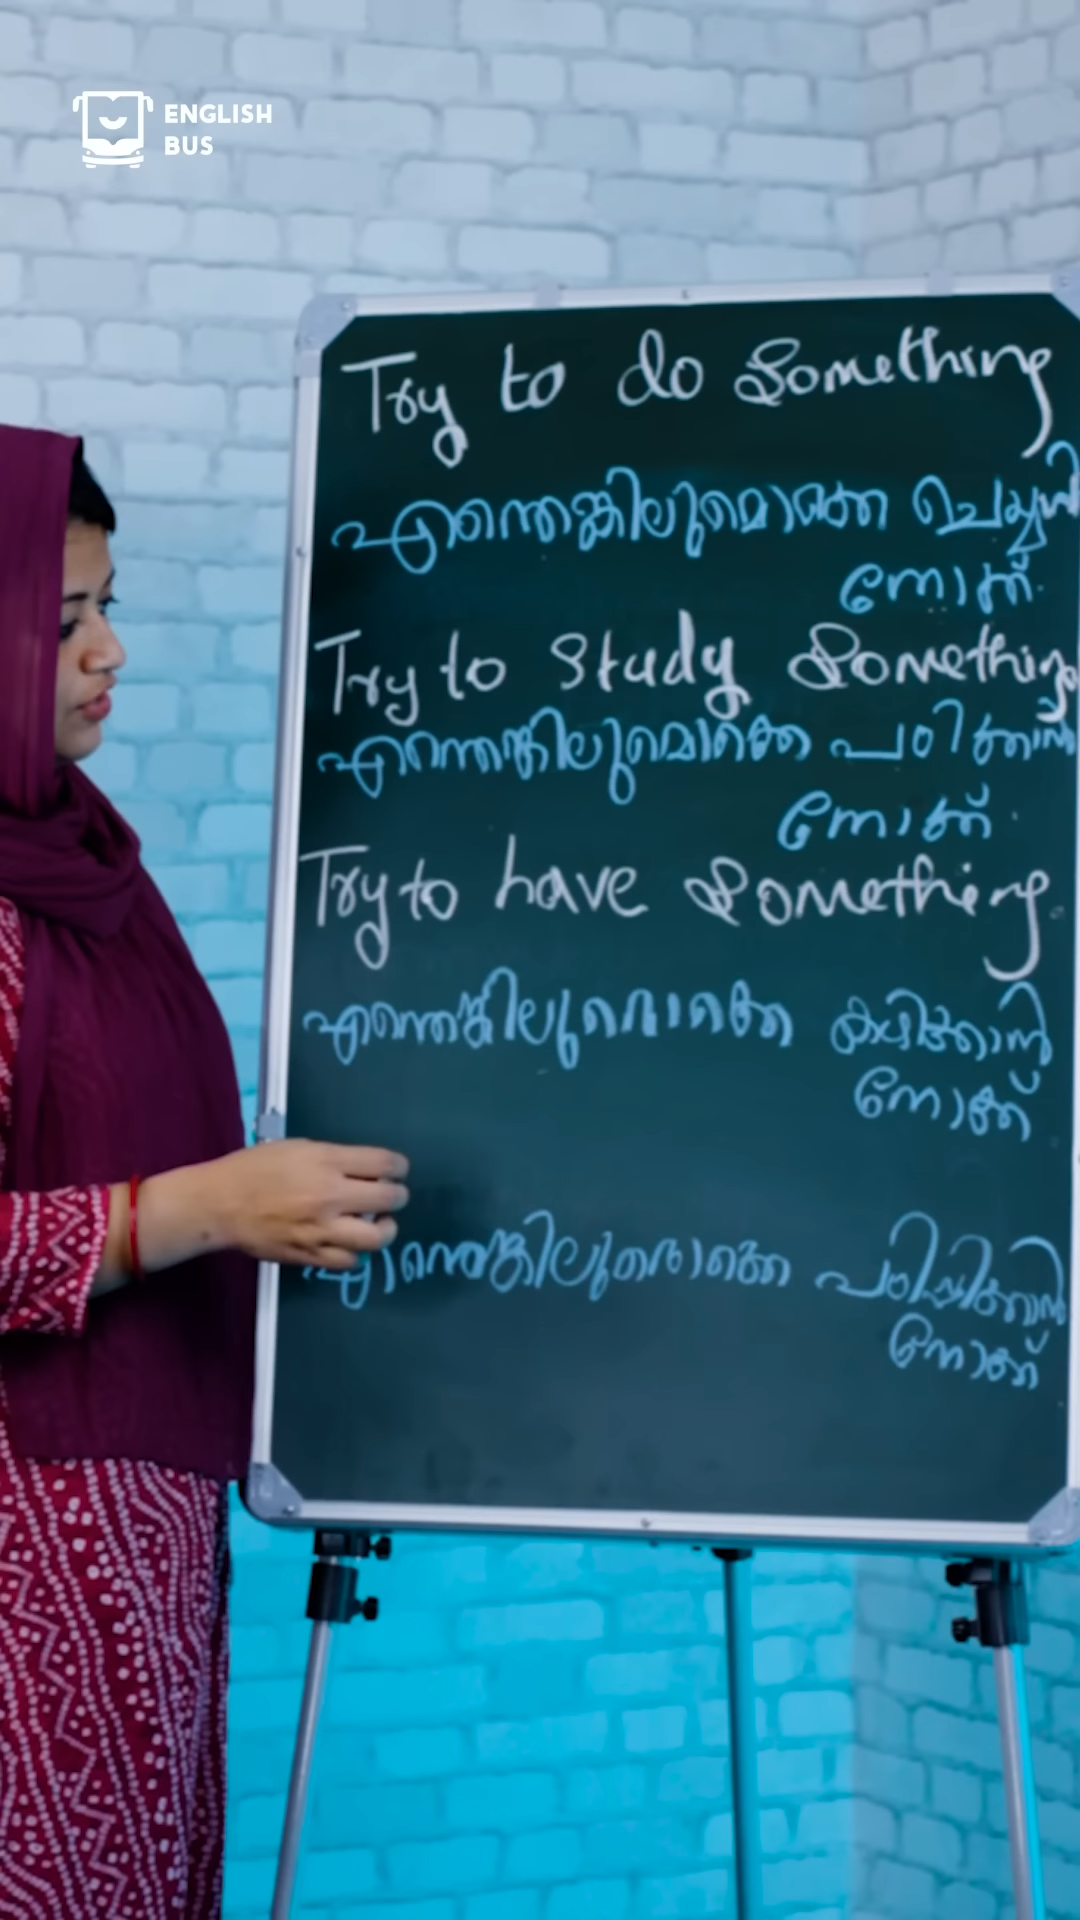 ENGLISH
BUS
Try to do Something
എന്തെങ്കിലുമൊക്കെ ചെയ്യാൻ
നോക്ക്.
Try to Study Something
എന്തെങ്കിലുമൊക്കെ പഠിക്കാൻ
നോക്ക്.
Try to have Something.
എന്തെങ്കിലുമൊക്കെ കഴിക്കാൻ
നോക്ക്
എന്തെങ്കിലുമൊക്കെ പഠിപ്പിക്കാൻ
നോക്ക്